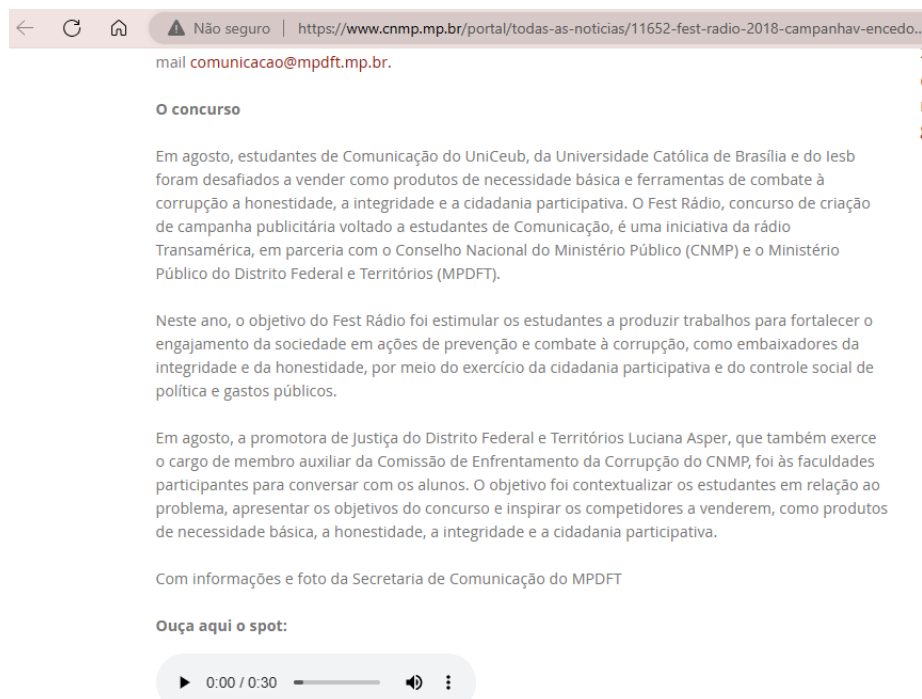 Não seguro | https://www.cnmp.mp.br/portal/todas-as-noticias/11652-fest-radio-2018-campanhav-encedo...
mail comunicacao@mpdft.mp.br.
O concurso
Em agosto, estudantes de Comunicação do UniCeub, da Universidade Católica de Brasília e do Iesb
foram desafiados a vender como produtos de necessidade básica e ferramentas de combate à
corrupção a honestidade, a integridade e a cidadania participativa. O Fest Rádio, concurso de criação
de campanha publicitária voltado a estudantes de Comunicação, é uma iniciativa da rádio
Transamérica, em parceria com o Conselho Nacional do Ministério Público (CNMP) e o Ministério
Público do Distrito Federal e Territórios (MPDFT).
Neste ano, o objetivo do Fest Rádio foi estimular os estudantes a produzir trabalhos para fortalecer o
engajamento da sociedade em ações de prevenção e combate à corrupção, como embaixadores da
integridade e da honestidade, por meio do exercício da cidadania participativa e do controle social de
política e gastos públicos.
Em agosto, a promotora de Justiça do Distrito Federal e Territórios Luciana Asper, que também exerce
o cargo de membro auxiliar da Comissão de Enfrentamento da Corrupção do CNMP, foi às faculdades
participantes para conversar com os alunos. O objetivo foi contextualizar os estudantes em relação ao
problema, apresentar os objetivos do concurso e inspirar os competidores a venderem, como produtos
de necessidade básica, a honestidade, a integridade e a cidadania participativa.
Com informações e foto da Secretaria de Comunicação do MPDFT
Ouça aqui o spot:
0:00 / 0:30